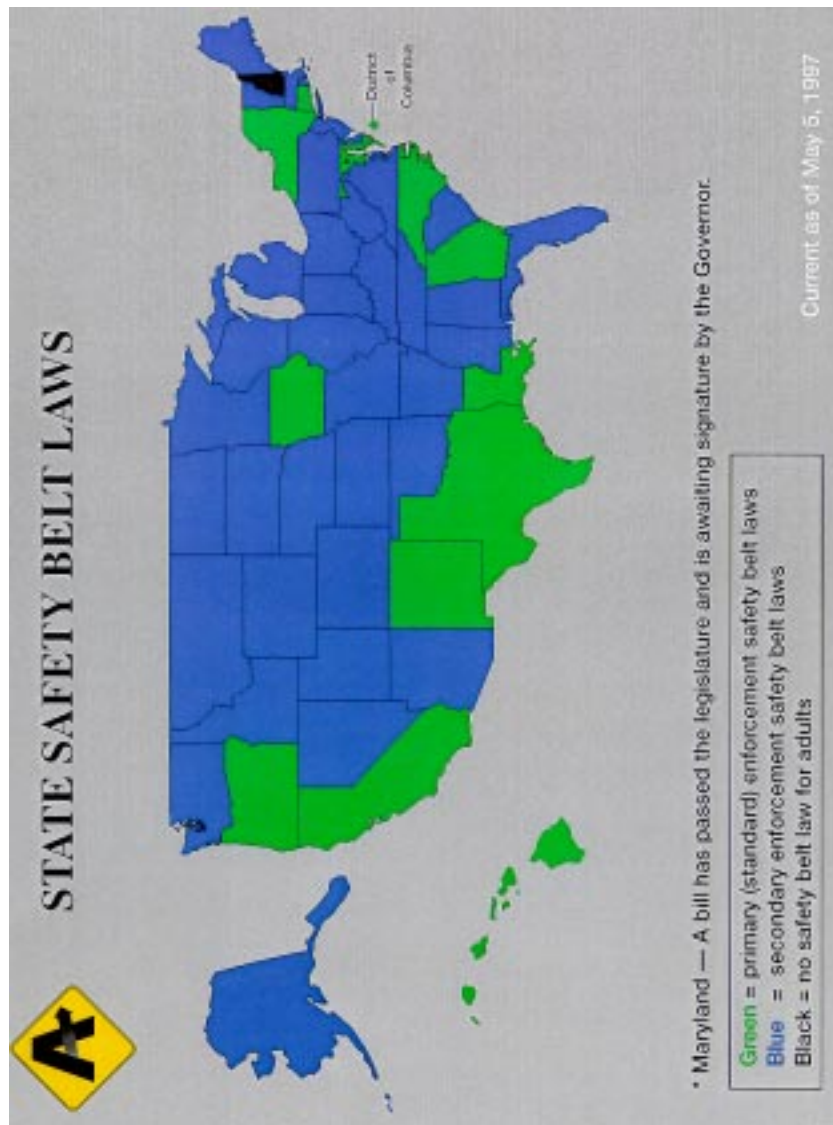 STATE SAFETY BELT LAWS
District
of
Columbus
* Maryland — A bill has passed the legislature and is awaiting signature by the Governor.
Green = primary (standard) enforcement safety belt laws
Blue = secondary enforcement safety belt laws
Black = no safety belt law for adults
Current as of May 5, 1997